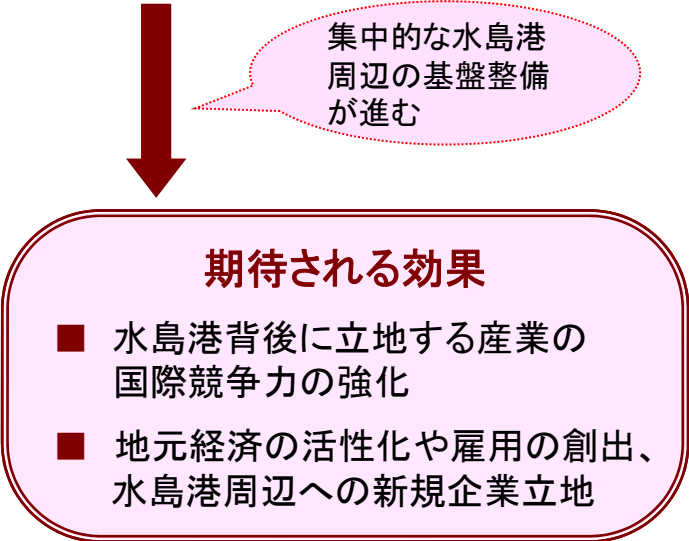 集中的な水島港
周辺の基盤整備
が進む
期待される効果
■ 水島港背後に立地する産業の
国際競争力の強化
■ 地元経済の活性化や雇用の創出、
水島港周辺への新規企業立地